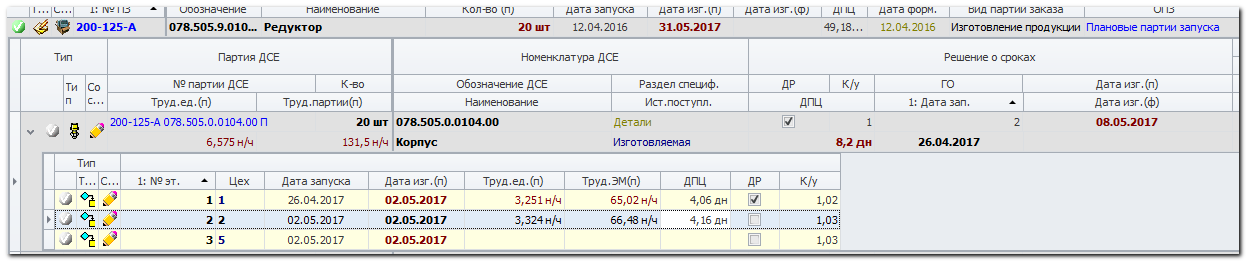 Т... С... 1: №ПЗ Обозначение Наименование Кол-во (п) Дата запуска Дата изг.(п) Дата изг.(ф) ДПЦ Дата форм. Вид партии заказа ОПЗ
200-125-А 078.505.9.010... Редуктор 20 шт 12.04.2016 31.05.2017 49,18... 12.04.2016 Изготовление продукции Плановые партии запуска
Тип Партия ДСЕ Номенклатура ДСЕ Решение о сроках
Ти п Со с... № партии ДСЕ К-во Обозначение ДСЕ Раздел специф. ДР К/у ГО Дата изг.(п)
Труд.ед.(п) Труд.партии(п) Наименование Ист.поступл. ДПЦ 1: Дата зап. Дата изг.(ф)
200-125-А 078.505.0.0104.00 П 20 шт 078.505.0.0104.00 Детали 1 2 08.05.2017
6,575 н/ч 131,5 н/ч Корпус Изготовляемая 8,2 дн 26.04.2017
Тип
Т... С... 1: № эт. Цех Дата запуска Дата изг.(п) Труд.ед.(п) Труд.ЭМ(п) ДПЦ ДР К/у
1 1 26.04.2017 02.05.2017 3,251 н/ч 65,02 н/ч 4,06 дн 1,02
2 2 02.05.2017 02.05.2017 3,324 н/ч 66,48 н/ч 4,16 дн 1,03
3 5 02.05.2017 02.05.2017 1,03